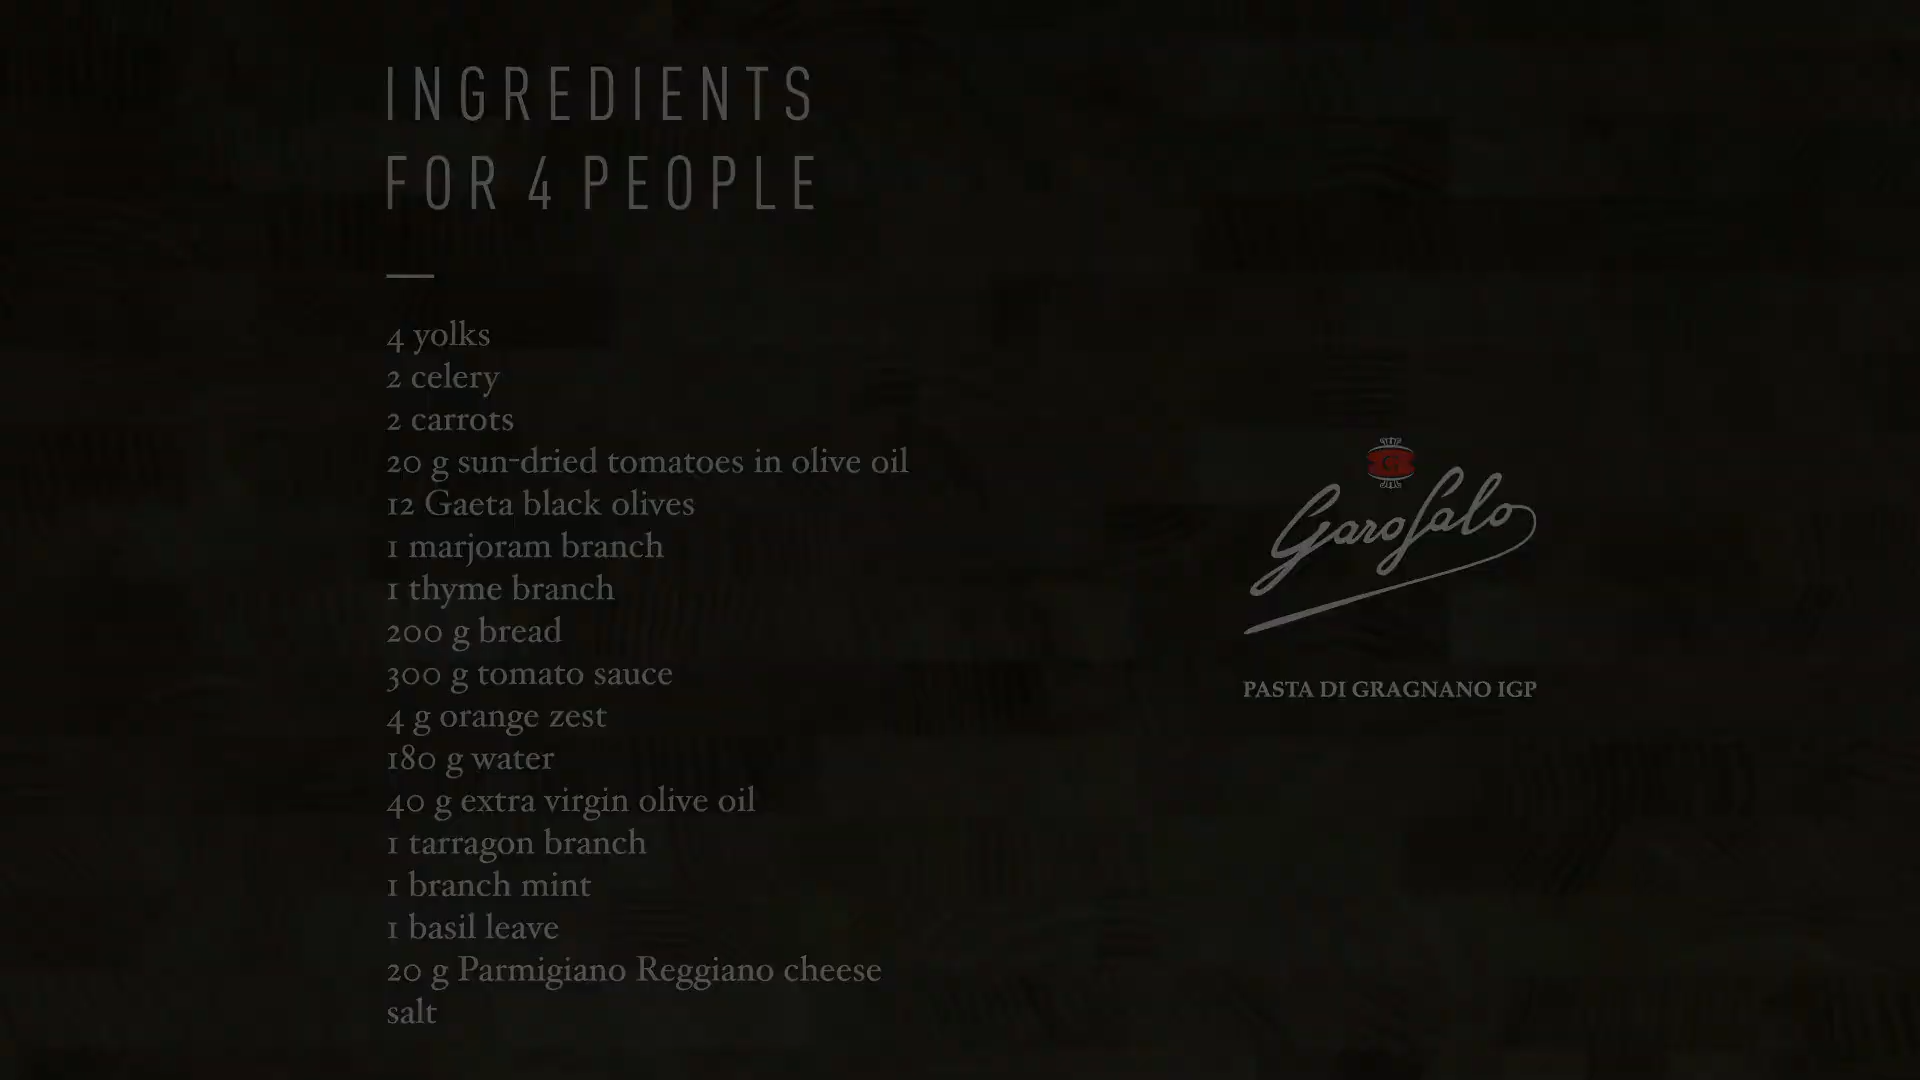 INGREDIENTS
FOR 4 PEOPLE
4 yolks
2 celery
2 carrots
20 g sun-dried tomatoes in olive oil
12 Gaeta black olives
1 marjoram branch
1 thyme branch
200 g bread
300 g tomato sauce
4 g orange zest
180 g water
40 g extra virgin olive oil
1 tarragon branch
1 branch mint
1 basil leave
20 g Parmigiano Reggiano cheese
salt
G
Garofalo
PASTA DI GRAGNANO IGP